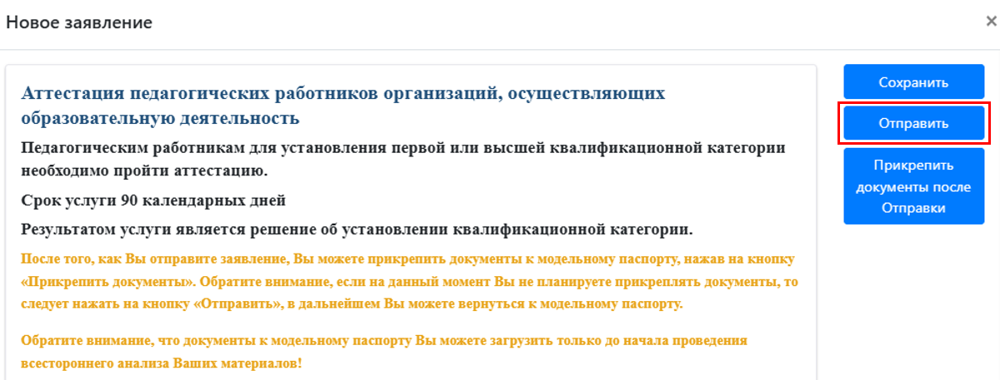 Новое заявление
×
Аттестация педагогических работников организаций, осуществляющих
образовательную деятельность
Педагогическим работникам для установления первой или высшей квалификационной категории
необходимо пройти аттестацию.
Срок услуги 90 календарных дней
Результатом услуги является решение об установлении квалификационной категории.
После того, как Вы отправите заявление, Вы можете прикрепить документы к модельному паспорту, нажав на кнопку
«Прикрепить документы». Обратите внимание, если на данный момент Вы не планируете прикреплять документы, то
следует нажать на кнопку «Отправить», в дальнейшем Вы можете вернуться к модельному паспорту.
Обратите внимание, что документы к модельному паспорту Вы можете загрузить только до начала проведения
всестороннего анализа Ваших материалов!
Сохранить
Отправить
Прикрепить
документы после
Отправки